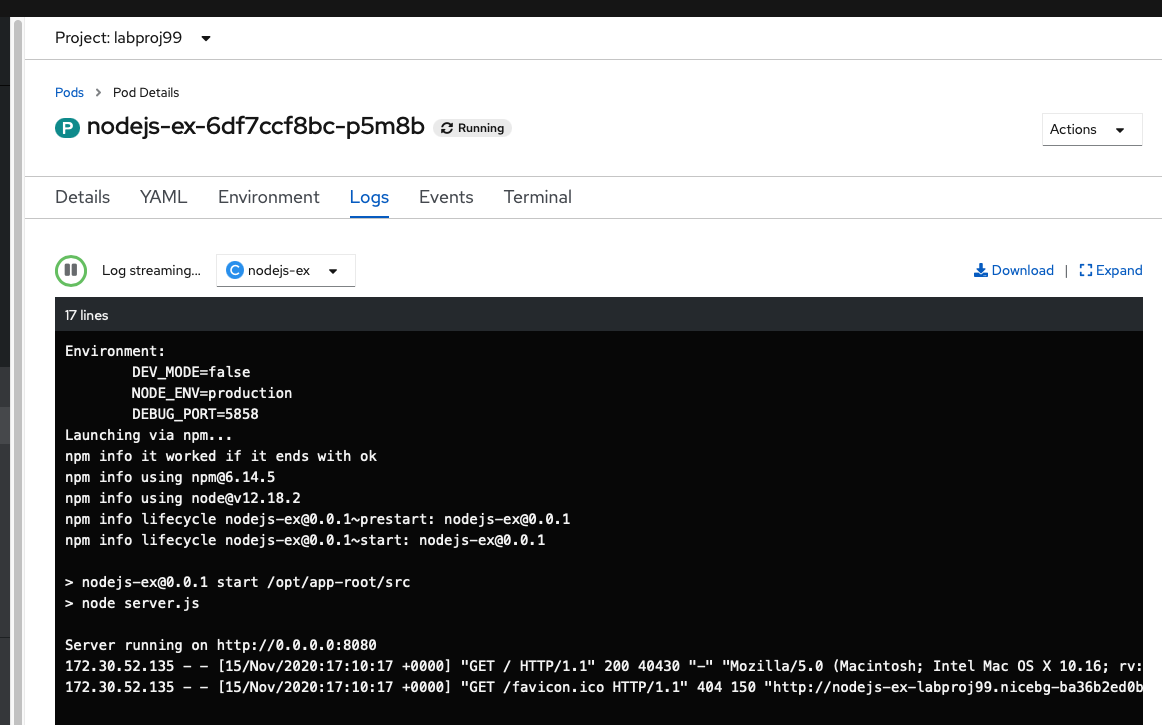 Project: labproj99
Pods > Pod Details
P nodejs-ex-6df7ccf8bc-p5m8b Running
Actions
Details YAML Environment Logs Events Terminal
Log streaming... C nodejs-ex Download | Expand
17 lines
Environment:
DEV_MODE=false
NODE_ENV=production
DEBUG_PORT=5858
Launching via npm...
npm info it worked if it ends with ok
npm info using npm@6.14.5
npm info using node@v12.18.2
npm info lifecycle nodejs-ex@0.0.1~prestart: nodejs-ex@0.0.1
npm info lifecycle nodejs-ex@0.0.1~start: nodejs-ex@0.0.1
> nodejs-ex@0.0.1 start /opt/app-root/src
> node server.js
Server running on http://0.0.0.0:8080
172.30.52.135 - - [15/Nov/2020:17:10:17 +0000] "GET / HTTP/1.1" 200 40430 "-" "Mozilla/5.0 (Macintosh; Intel Mac OS X 10.16; rv:
172.30.52.135 - - [15/Nov/2020:17:10:17 +0000] "GET /favicon.ico HTTP/1.1" 404 150 "http://nodejs-ex-labproj99.nicebg-ba36b2ed0b